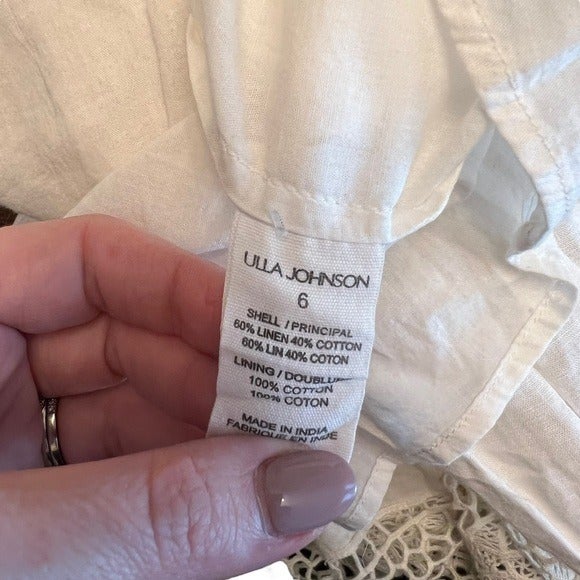 ULLA JOHNSON
6
SHELL / PRINCIPAL
60% LINEN 40% COTTON
60% LIN 40% COTON
LINING / DOUBLU
100% COTTON
100% COTON
MADE IN INDIA
FABRIQUE EN INDE